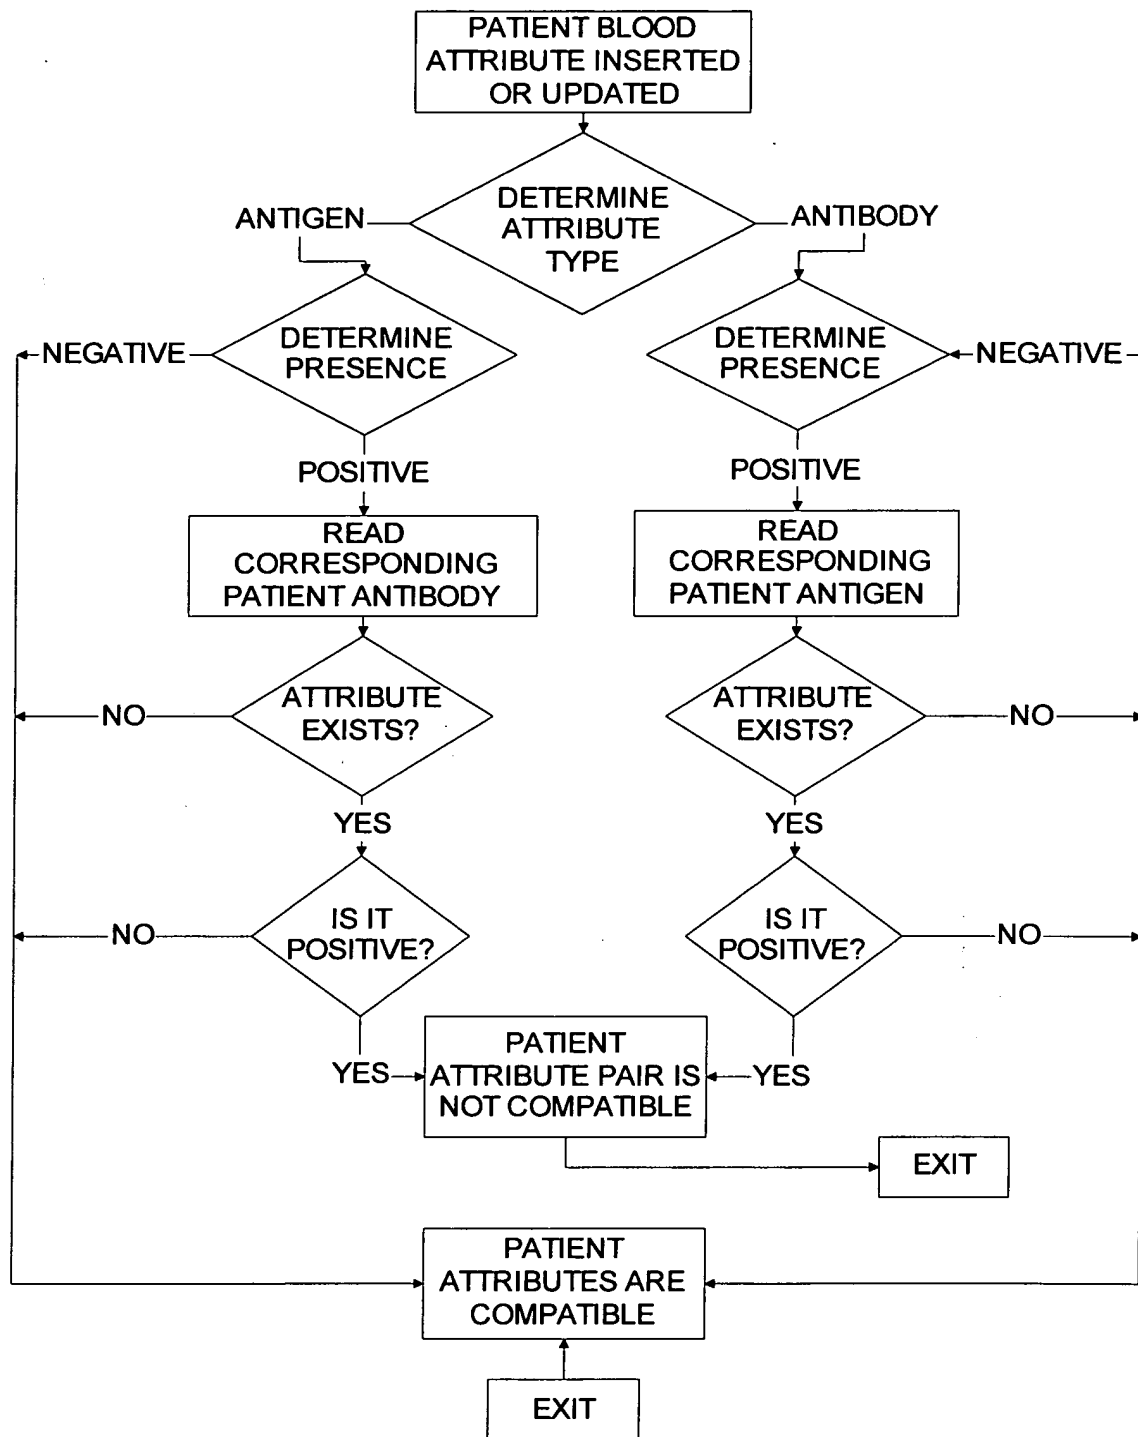 PATIENT BLOOD
ATTRIBUTE INSERTED
OR UPDATED
DETERMINE
ATTRIBUTE
TYPE
ANTIGEN
ANTIBODY
DETERMINE
PRESENCE
NEGATIVE
DETERMINE
PRESENCE
NEGATIVE
POSITIVE
POSITIVE
READ
CORRESPONDING
PATIENT ANTIBODY
READ
CORRESPONDING
PATIENT ANTIGEN
ATTRIBUTE
EXISTS?
NO
ATTRIBUTE
EXISTS?
NO
YES
YES
IS IT
POSITIVE?
NO
IS IT
POSITIVE?
NO
YES
YES
PATIENT
ATTRIBUTE PAIR IS
NOT COMPATIBLE
EXIT
PATIENT
ATTRIBUTES ARE
COMPATIBLE
EXIT